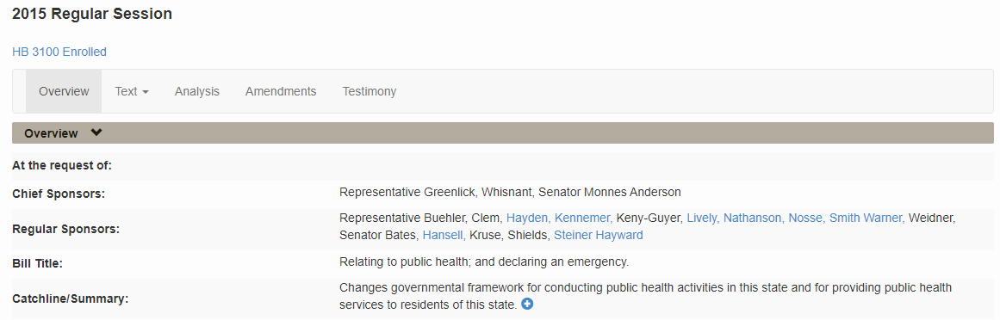 2015 Regular Session
HB 3100 Enrolled
Overview Text Analysis Amendments Testimony
Overview
At the request of:
Chief Sponsors: Representative Greenlick, Whisnant, Senator Monnes Anderson
Regular Sponsors: Representative Buehler, Clem, Hayden, Kennemer, Keny-Guyer, Lively, Nathanson, Nosse, Smith Warner, Weidner,
Senator Bates, Hansell, Kruse, Shields, Steiner Hayward
Bill Title: Relating to public health; and declaring an emergency.
Catchline/Summary: Changes governmental framework for conducting public health activities in this state and for providing public health
services to residents of this state.